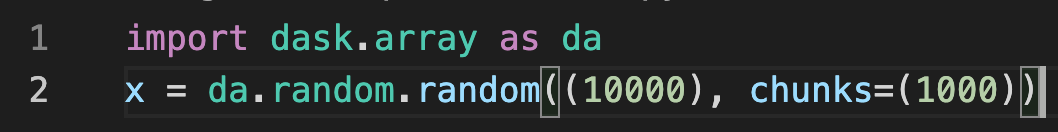 1 import dask.array as da
2 x = da.random.random((10000), chunks=(1000))